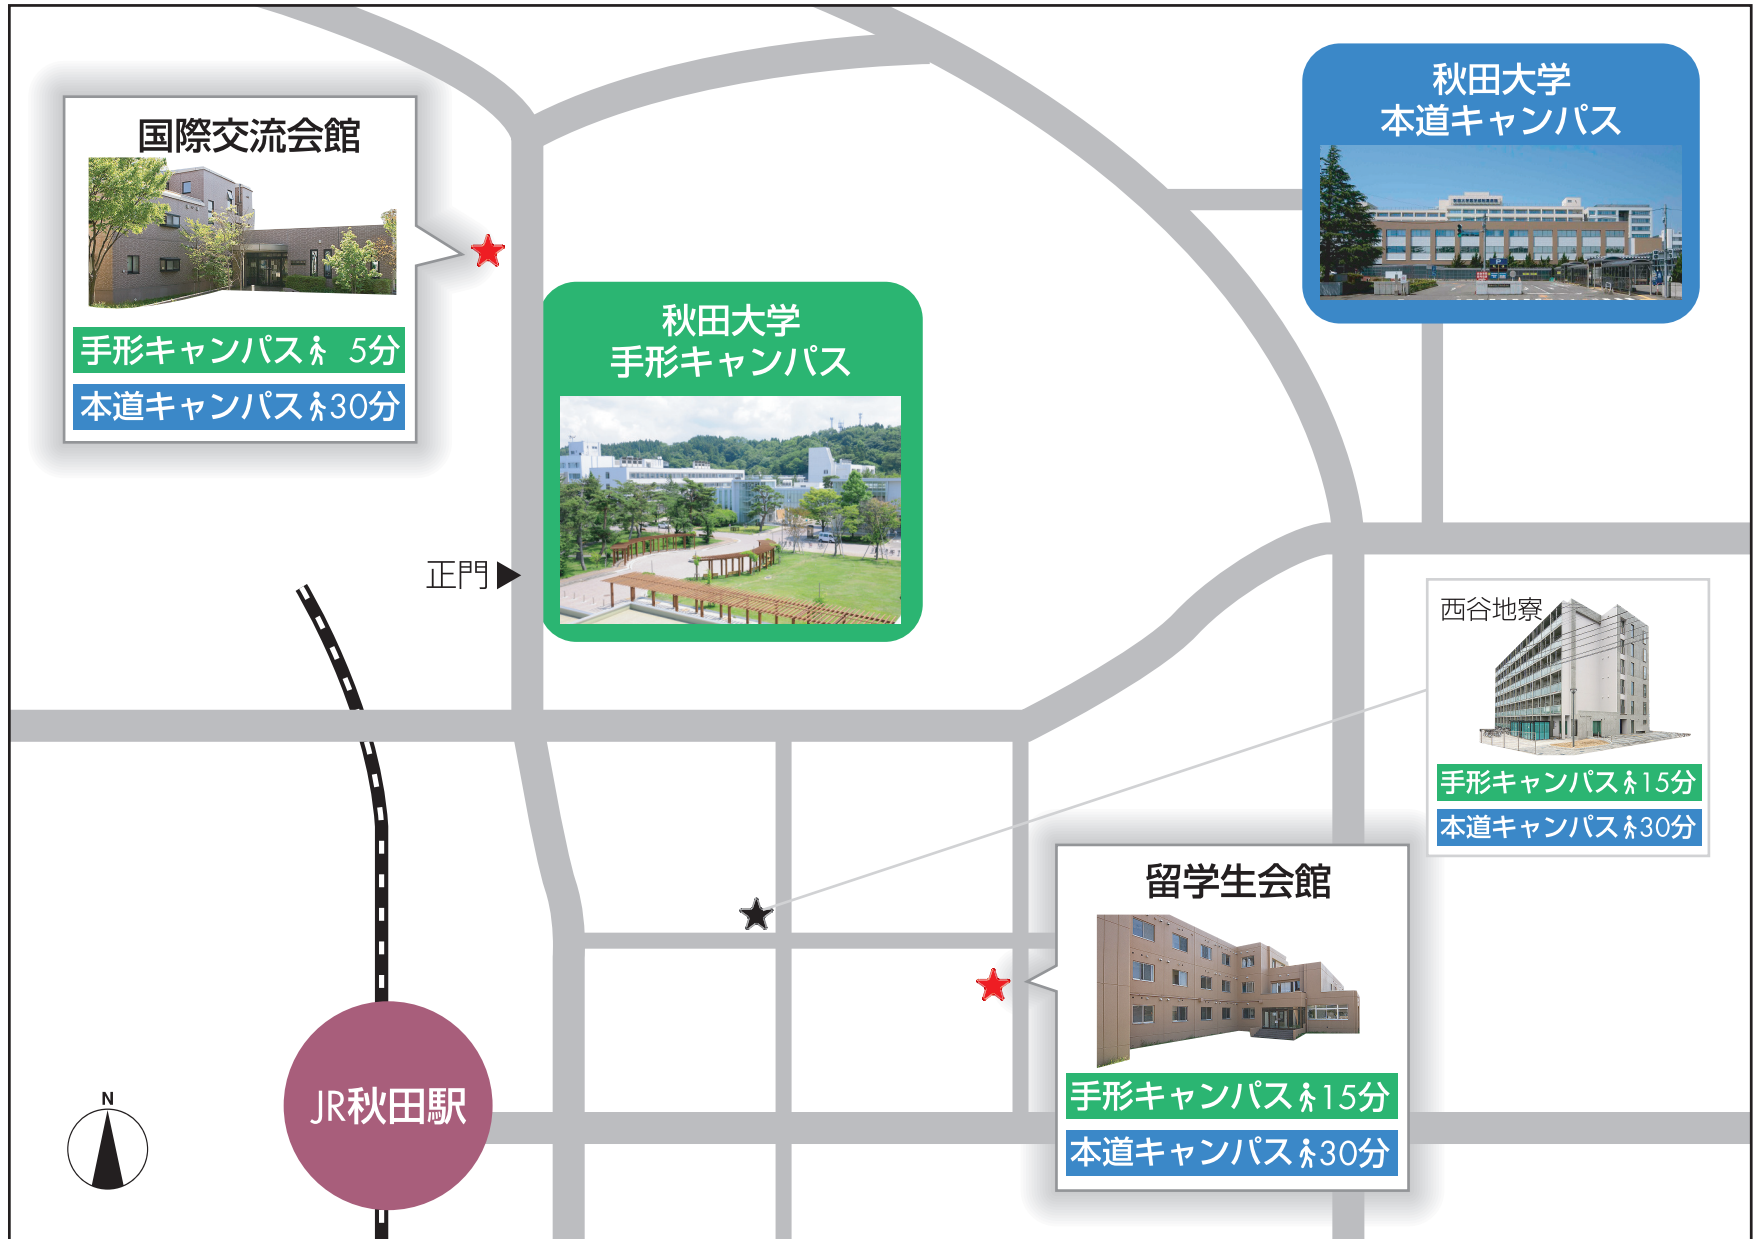 国際交流会館
手形キャンパス 5分
本道キャンパス30分
秋田大学
本道キャンパス
秋田大学
手形キャンパス
正門
西谷地寮
手形キャンパス15分
本道キャンパス30分
留学生会館
手形キャンパス15分
本道キャンパス30分
JR秋田駅
N